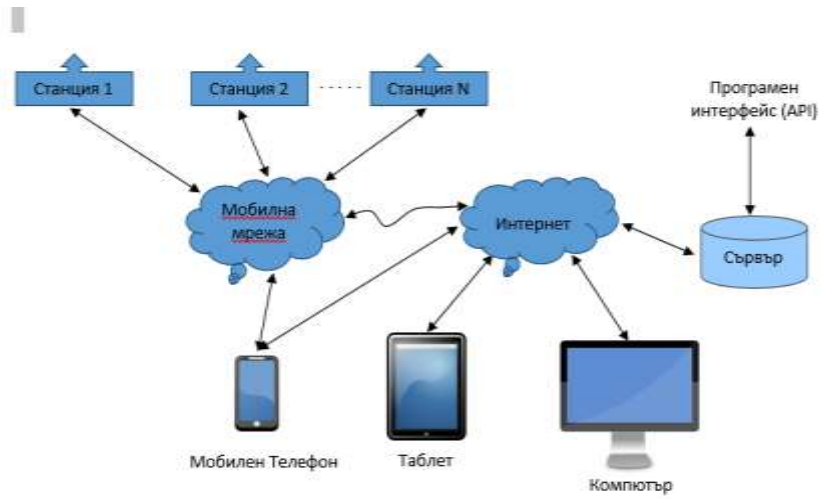 Станция 1
Станция 2
- - - - -
Станция N
Програмен
интерфейс (API)
Мобилна
мрежа
Интернет
Сървър
Мобилен Телефон
Таблет
Компютър